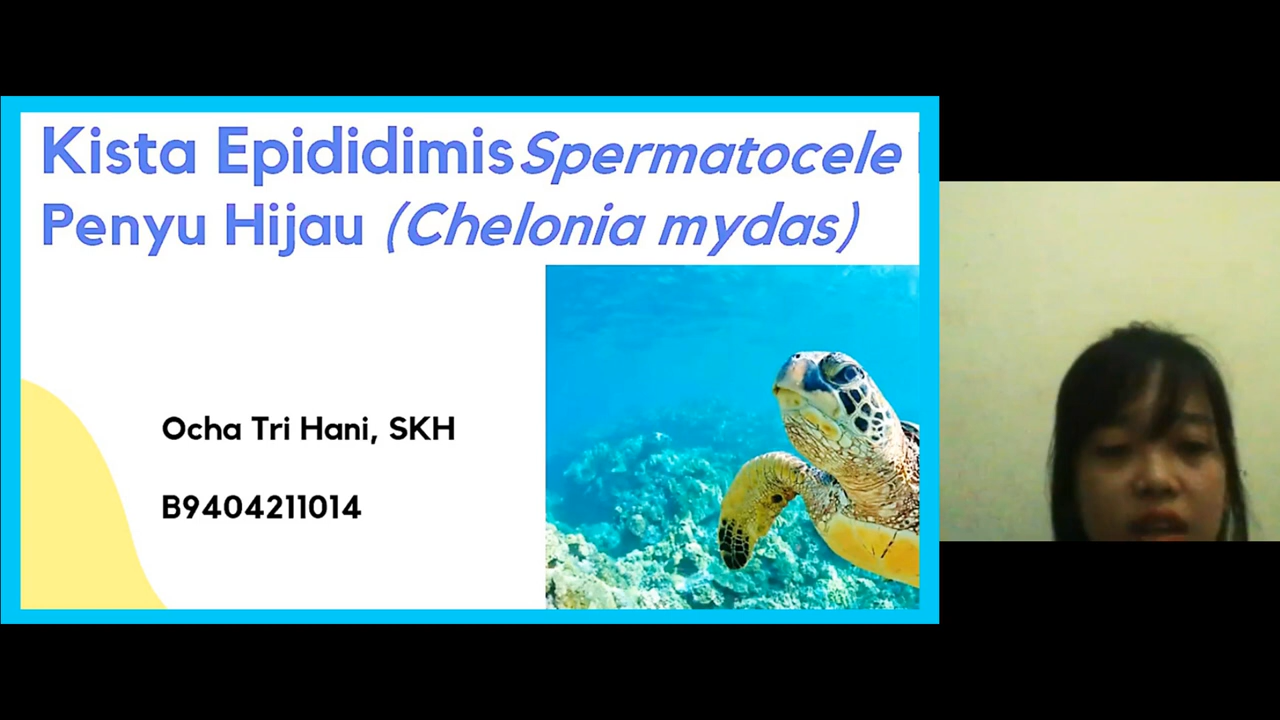 Kista Epididimis Spermatocele
Penyu Hijau (Chelonia mydas)
Ocha Tri Hani, SKH
B9404211014